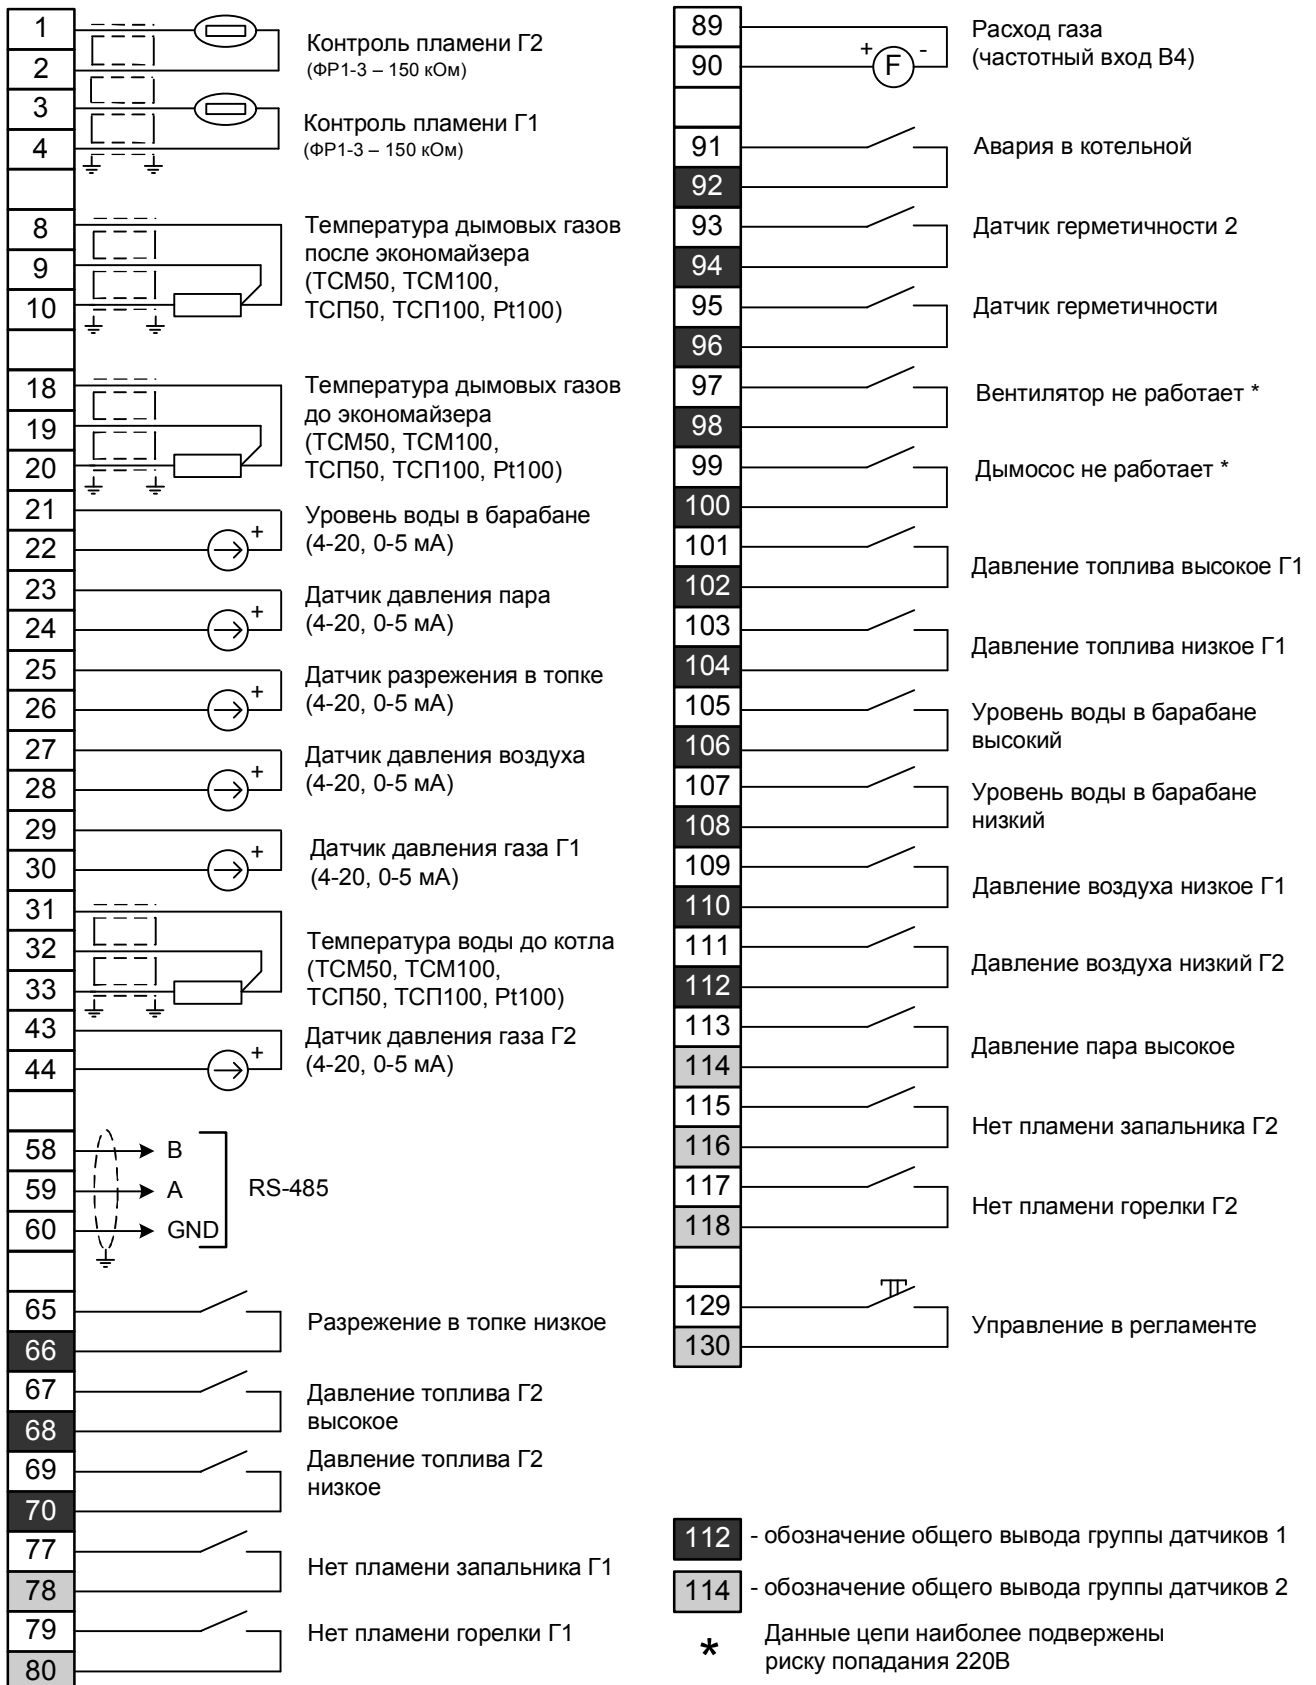 1
2
Контроль пламени Г2
(ФР1-3 – 150 кОм)
3
4
Контроль пламени Г1
(ФР1-3 – 150 кОм)
8
9
10
Температура дымовых газов
после экономайзера
(ТСМ50, ТСМ100,
ТСП50, ТСП100, Pt100)
18
19
20
Температура дымовых газов
до экономайзера
(ТСМ50, ТСМ100,
ТСП50, ТСП100, Pt100)
21
22
+
Уровень воды в барабане
(4-20, 0-5 мА)
23
24
+
Датчик давления пара
(4-20, 0-5 мА)
25
26
+
Датчик разрежения в топке
(4-20, 0-5 мА)
27
28
+
Датчик давления воздуха
(4-20, 0-5 мА)
29
30
+
Датчик давления газа Г1
(4-20, 0-5 мА)
31
32
33
Температура воды до котла
(ТСМ50, ТСМ100,
ТСП50, ТСП100, Pt100)
43
44
+
Датчик давления газа Г2
(4-20, 0-5 мА)
58
B
59
A
60
GND
RS-485
65
66
Разрежение в топке низкое
67
68
Давление топлива Г2
высокое
69
70
Давление топлива Г2
низкое
77
78
Нет пламени запальника Г1
79
80
Нет пламени горелки Г1
89
90
+ F -
Расход газа
(частотный вход В4)
91
92
Авария в котельной
93
94
Датчик герметичности 2
95
96
Датчик герметичности
97
98
Вентилятор не работает *
99
100
Дымосос не работает *
101
102
Давление топлива высокое Г1
103
104
Давление топлива низкое Г1
105
106
Уровень воды в барабане
высокий
107
108
Уровень воды в барабане
низкий
109
110
Давление воздуха низкое Г1
111
112
Давление воздуха низкий Г2
113
114
Давление пара высокое
115
116
Нет пламени запальника Г2
117
118
Нет пламени горелки Г2
129
130
Управление в регламенте
112 - обозначение общего вывода группы датчиков 1
114 - обозначение общего вывода группы датчиков 2
* Данные цепи наиболее подвержены
риску попадания 220В